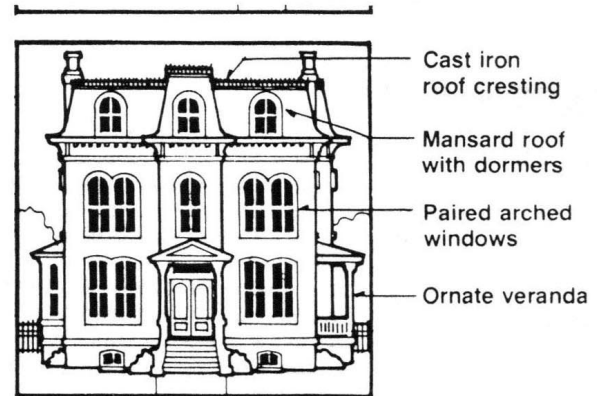 Cast iron
roof cresting
Mansard roof
with dormers
Paired arched
windows
Ornate veranda